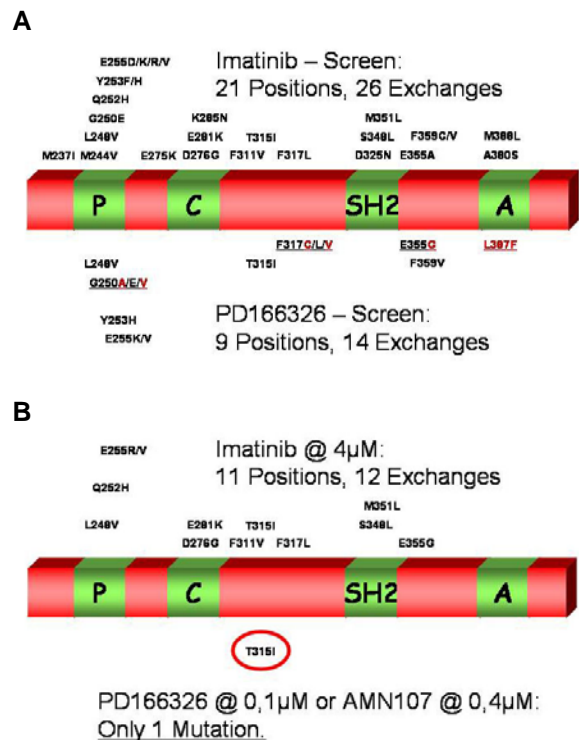 A
E255D/K/R/V
Y253F/H
Q252H
G250E
L248V
M237I M244V
E275K
K285N
E281K
D276G
T315I
F311V F317L
M351L
S348L
D325N
F359C/V
E355A
M388L
A380S
Imatinib – Screen:
21 Positions, 26 Exchanges
P C SH2 A
L248V
G250A/E/V
Y253H
E255K/V
T315I
F317C/L/V
E355G
F359V
L387F
PD166326 – Screen:
9 Positions, 14 Exchanges
B
E255R/V
Q252H
L248V
Imatinib @ 4µM:
11 Positions, 12 Exchanges
E281K
D276G
T315I
F311V F317L
M351L
S348L
E355G
P C SH2 A
T315I
PD166326 @ 0,1µM or AMN107 @ 0,4µM:
Only 1 Mutation.